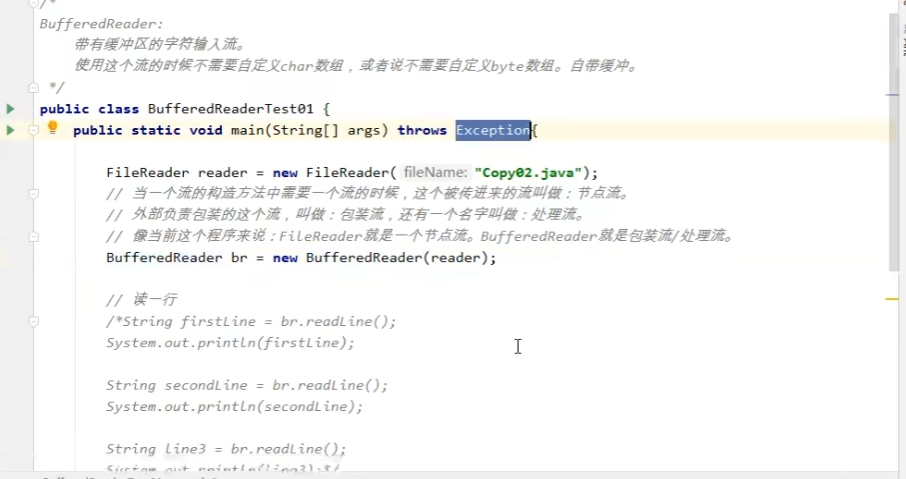 /*
BufferedReader:
带有缓冲区的字符输入流。
使用这个流的时候不需要自定义char数组，或者说不需要自定义byte数组。自带缓冲。
*/
public class BufferedReaderTest01 {
public static void main(String[] args) throws Exception{
FileReader reader = new FileReader( fileName: "Copy02.java");
// 当一个流的构造方法中需要一个流的时候，这个被传进来的流叫做：节点流。
// 外部负责包装的这个流，叫做：包装流，还有一个名字叫做：处理流。
// 像当前这个程序来说：FileReader就是一个节点流。BufferedReader就是包装流/处理流。
BufferedReader br = new BufferedReader(reader);
// 读一行
/*String firstLine = br.readLine();
System.out.println(firstLine);
String secondLine = br.readLine();
System.out.println(secondLine);
String line3 = br.readLine();
System.out.println(line3);*/